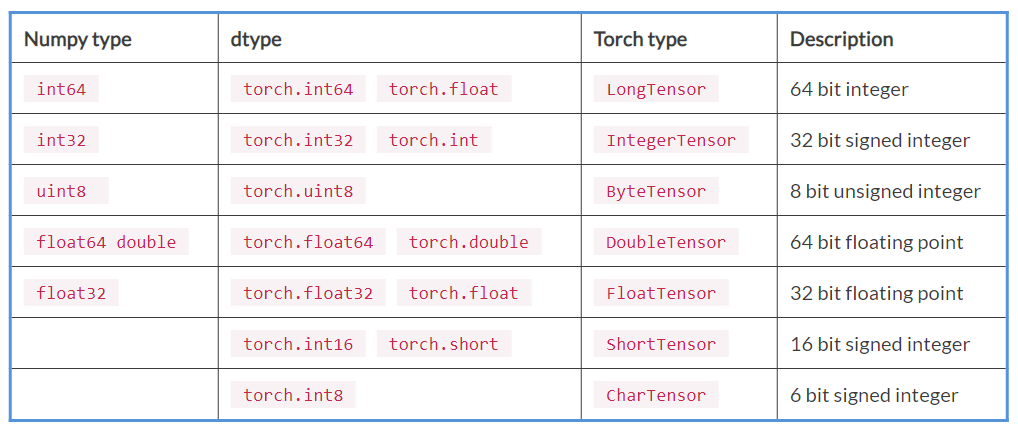 Numpy type dtype Torch type Description
int64 torch.int64 torch.float LongTensor 64 bit integer
int32 torch.int32 torch.int IntegerTensor 32 bit signed integer
uint8 torch.uint8 ByteTensor 8 bit unsigned integer
float64 double torch.float64 torch.double DoubleTensor 64 bit floating point
float32 torch.float32 torch.float FloatTensor 32 bit floating point
torch.int16 torch.short ShortTensor 16 bit signed integer
torch.int8 CharTensor 6 bit signed integer